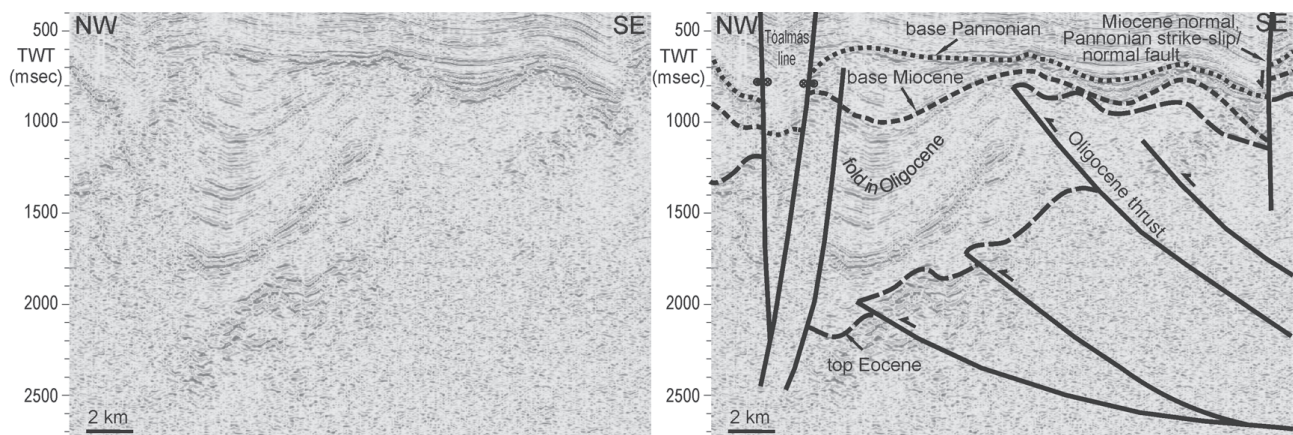 NW
SE
500
TWT
(msec)
1000
1500
2000
2500
2 km
NW
SE
500
TWT
(msec)
1000
1500
2000
2500
2 km
Tóalmás
line
base Pannonian
Miocene normal,
Pannonian strike-slip/
normal fault
base Miocene
fold in Oligocene
Oligocene thrust
top Eocene